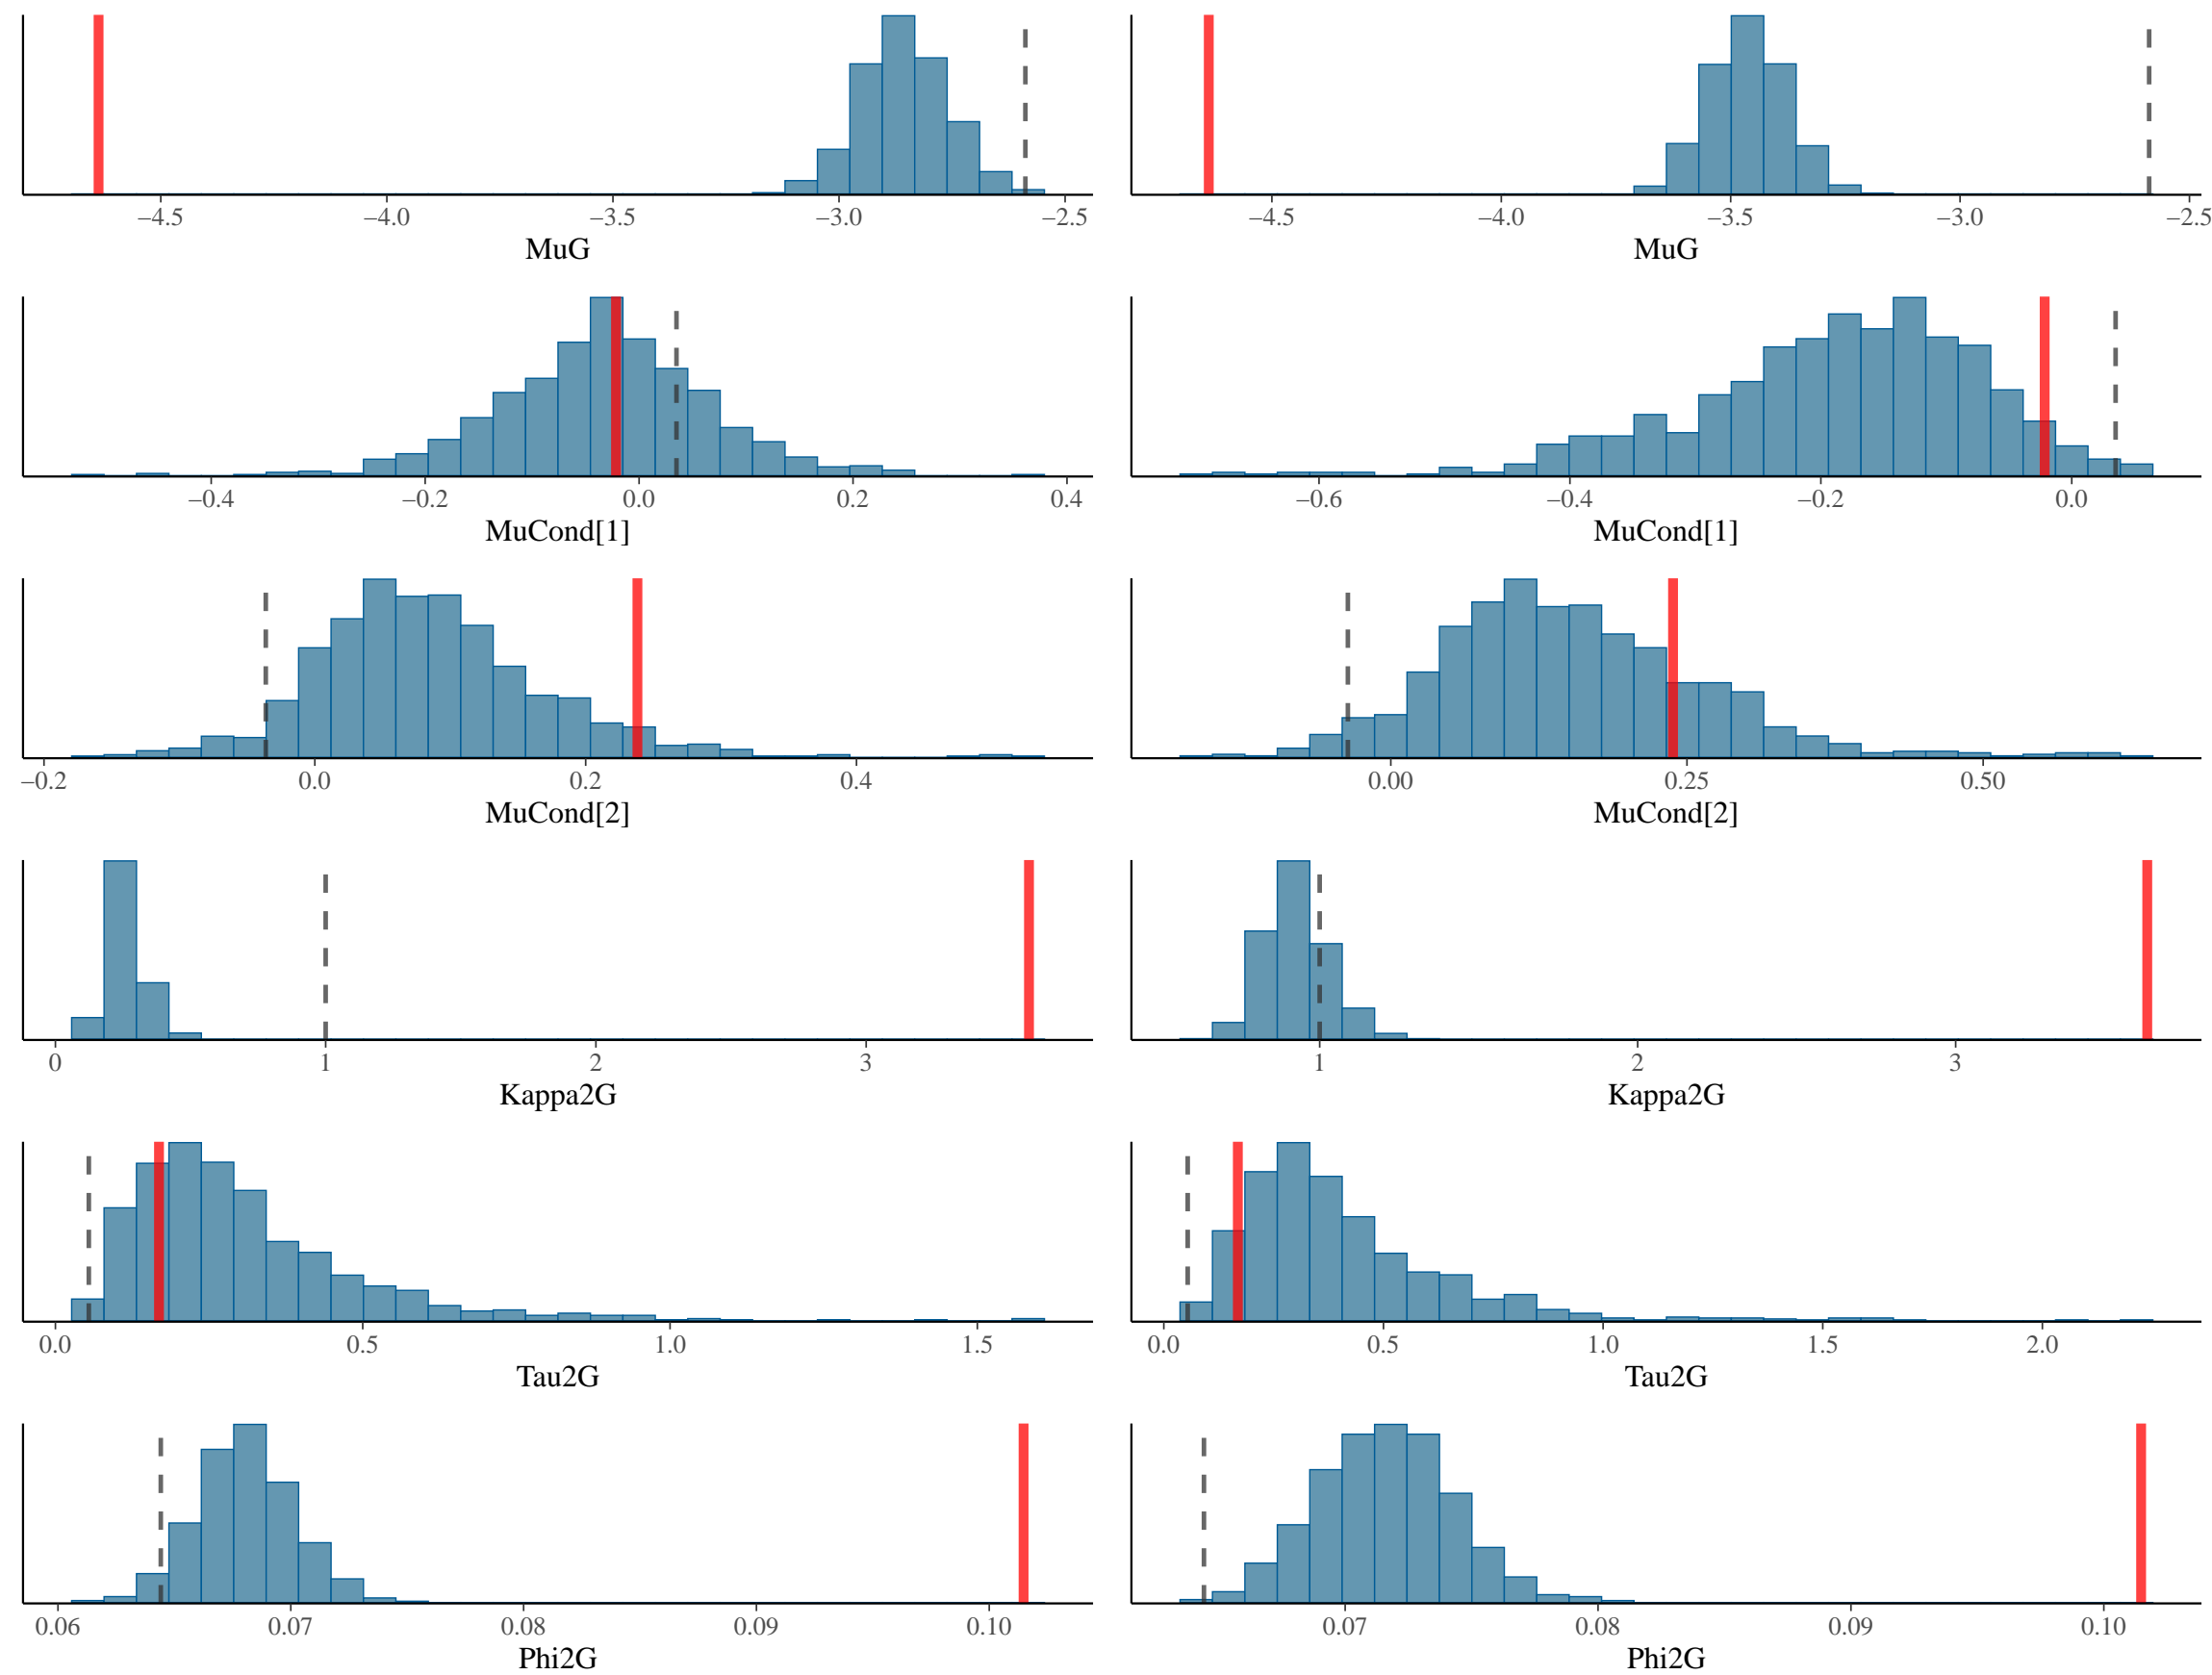 −4.5 −4.0 −3.5 −3.0 −2.5
MuG
−4.5 −4.0 −3.5 −3.0 −2.5
MuG
−0.4 −0.2 0.0 0.2 0.4
MuCond[1]
−0.6 −0.4 −0.2 0.0
MuCond[1]
−0.2 0.0 0.2 0.4
MuCond[2]
0.00 0.25 0.50
MuCond[2]
0 1 2 3
Kappa2G
1 2 3
Kappa2G
0.0 0.5 1.0 1.5
Tau2G
0.0 0.5 1.0 1.5 2.0
Tau2G
0.06 0.07 0.08 0.09 0.10
Phi2G
0.07 0.08 0.09 0.10
Phi2G